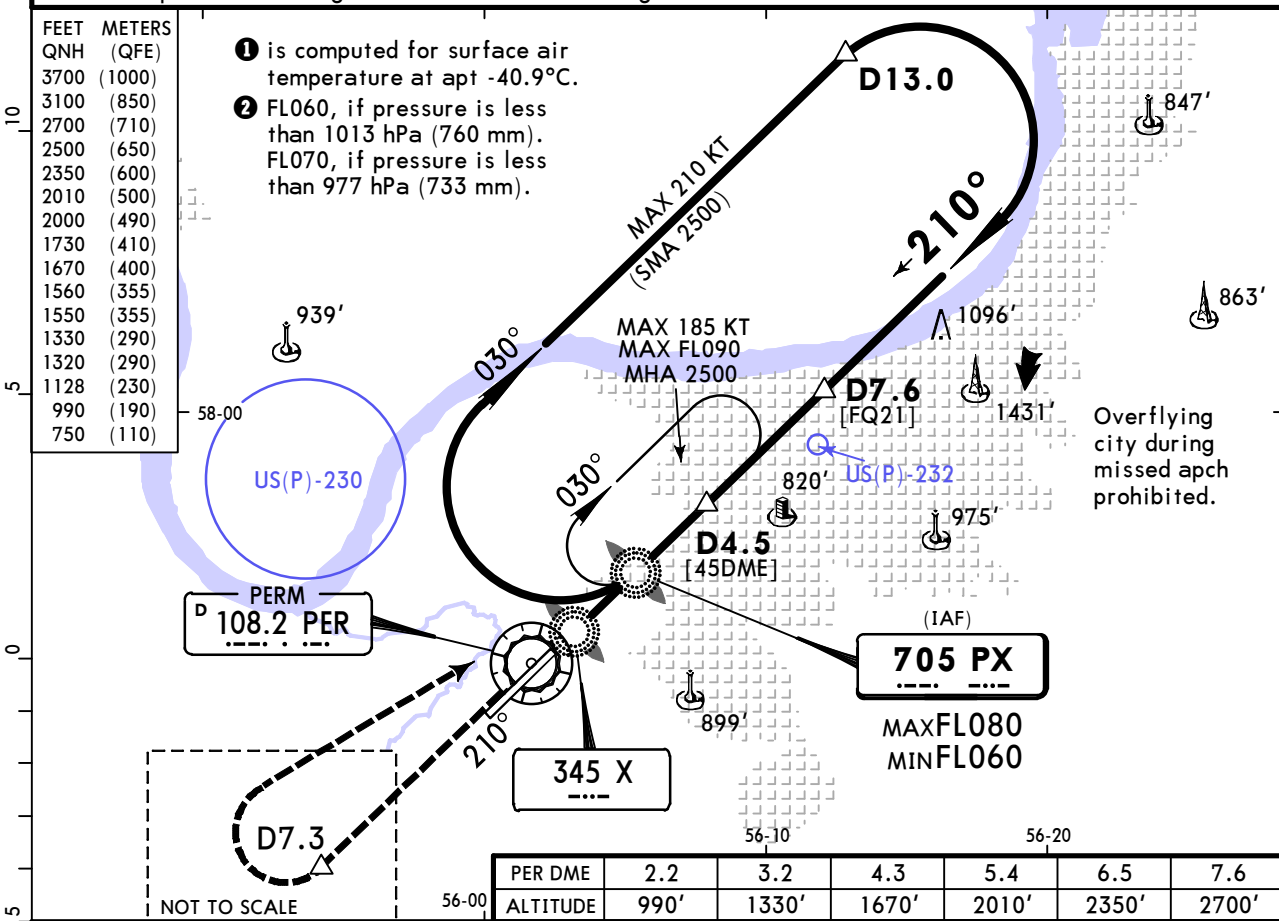 FEET METERS
QNH (QFE)
3700 (1000)
3100 (850)
2700 (710)
2500 (650)
2350 (600)
2010 (500)
2000 (490)
1730 (410)
1670 (400)
1560 (355)
1550 (355)
1330 (290)
1320 (290)
1128 (230)
990 (190)
750 (110)
❶ is computed for surface air
temperature at apt -40.9°C.
❷ FL060, if pressure is less
than 1013 hPa (760 mm).
FL070, if pressure is less
than 977 hPa (733 mm).
D13.0
847'
MAX 210 KT
(SMA 2500)
210°
863'
939'
1096'
030°
MAX 185 KT
MAX FL090
MHA 2500
D7.6
[FQ21]
1431'
58-00
Overflying
city during
missed apch
prohibited.
US(P)-230
US(P)-232
030°
820'
975'
D4.5
[45DME]
PERM
D 108.2 PER
(IAF)
705 PX
MAX FL080
MIN FL060
899'
210°
345 X
D7.3
NOT TO SCALE
56-00
56-10
56-20
PER DME 2.2 3.2 4.3 5.4 6.5 7.6
ALTITUDE 990' 1330' 1670' 2010' 2350' 2700'
10
5
0
5